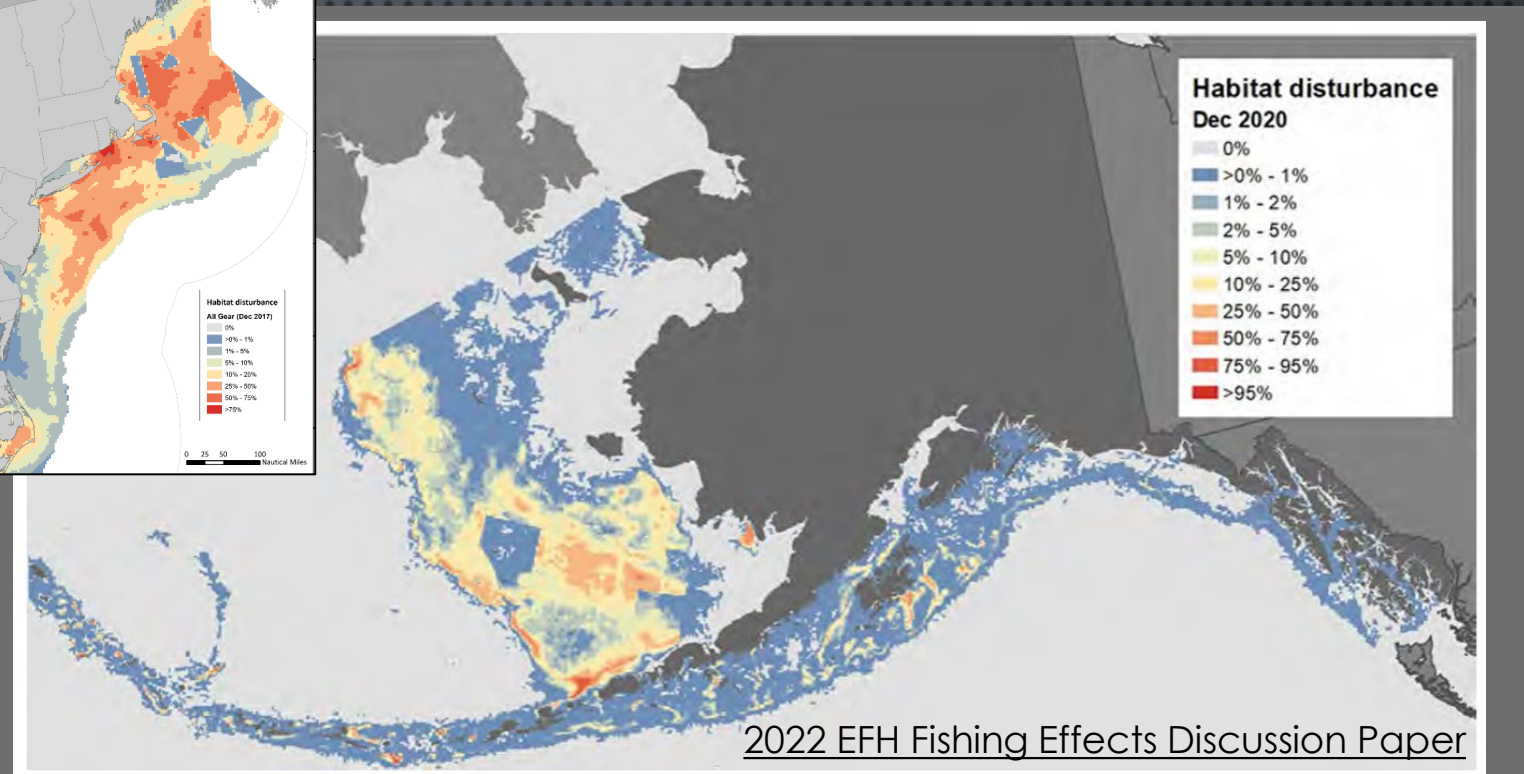 Habitat disturbance
All Gear (Dec 2017)
0%
>0% - 1%
1% - 5%
5% - 10%
10% - 25%
25% - 50%
50% - 75%
>75%
0 25 50 100
Nautical Miles
Habitat disturbance
Dec 2020
0%
>0% - 1%
1% - 2%
2% - 5%
5% - 10%
10% - 25%
25% - 50%
50% - 75%
75% - 95%
>95%
2022 EFH Fishing Effects Discussion Paper